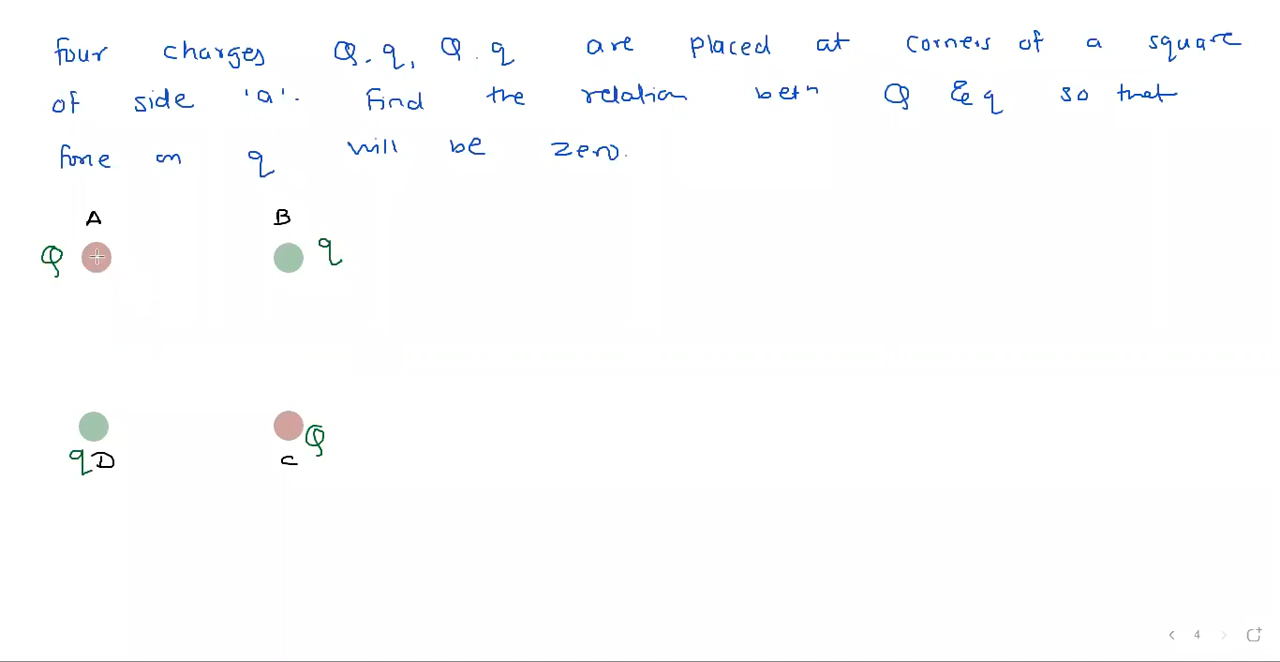 four charges Q, q, Q, q are placed at corners of a square
of side 'a'. Find the relation betn Q & q so that
force on q will be zero.
A B
Q + q
Q
q D C
< 4 >